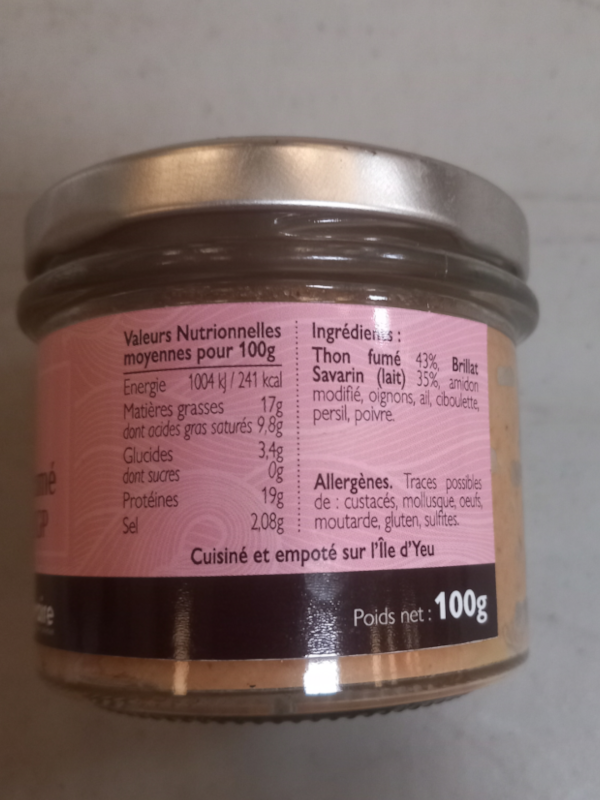 Valeurs Nutrionnelles
moyennes pour 100g
Energie 1004 kJ / 241 kcal
Matières grasses 17g
dont acides gras saturés 9,8g
Glucides 3,4g
dont sucres 0g
Protéines 19g
Sel 2,08g
Ingrédients :
Thon fumé 43%, Brillat
Savarin (lait) 35%, amidon
modifié, oignons, ail, ciboulette,
persil, poivre.
Allergènes. Traces possibles
de : custacés, mollusque, oeufs,
moutarde, gluten, sulfites.
Cuisiné et empoté sur l'Île d'Yeu
Poids net : 100g